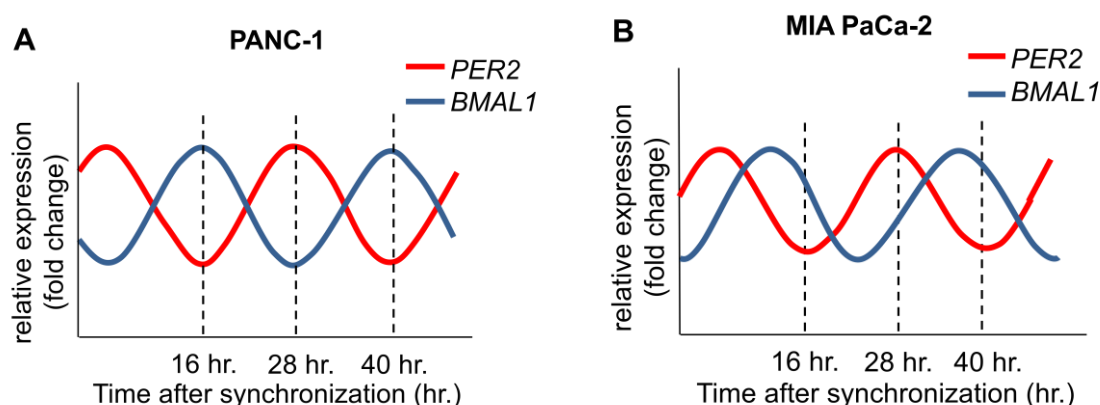 A
PANC-1
PER2
BMAL1
relative expression
(fold change)
16 hr. 28 hr. 40 hr.
Time after synchronization (hr.)
B
MIA PaCa-2
PER2
BMAL1
relative expression
(fold change)
16 hr. 28 hr. 40 hr.
Time after synchronization (hr.)